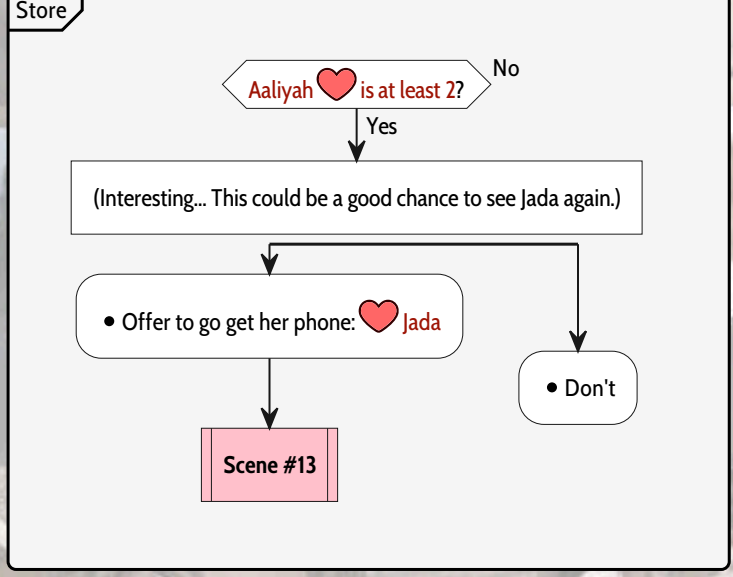 Store
Aaliyah is at least 2?
No
Yes
(Interesting... This could be a good chance to see Jada again.)
• Offer to go get her phone: Jada
• Don't
Scene #13